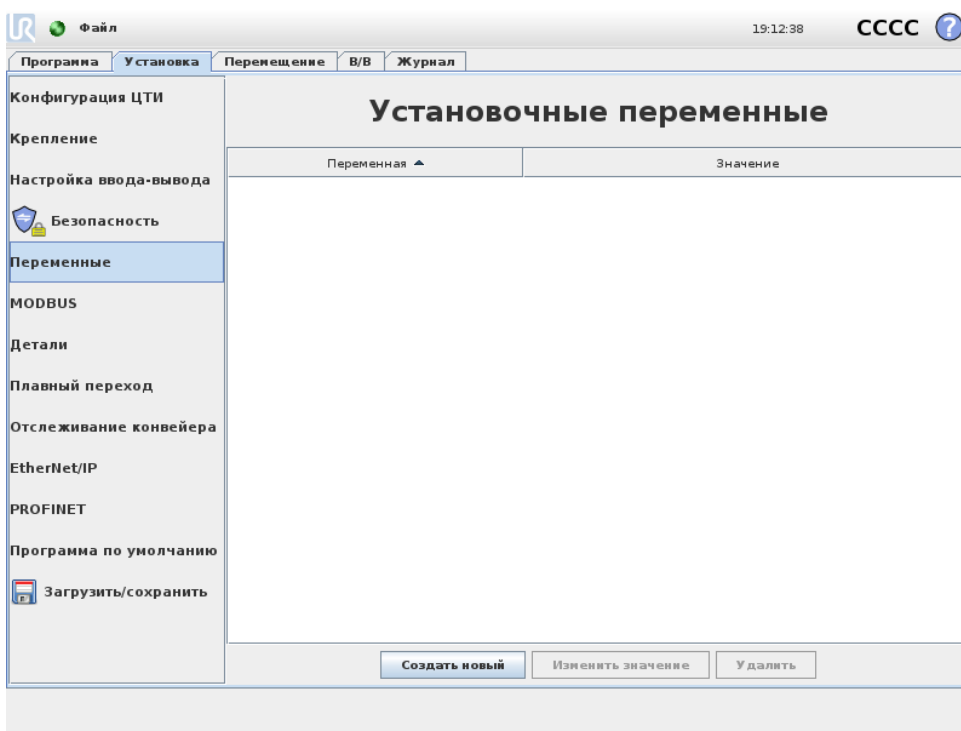 UR Файл 19:12:38 CCCC ?
Программа Установка Перемещение В/В Журнал
Конфигурация ЦТИ
Крепление
Настройка ввода-вывода
Безопасность
Переменные
MODBUS
Детали
Плавный переход
Отслеживание конвейера
EtherNet/IP
PROFINET
Программа по умолчанию
Загрузить/сохранить
Установочные переменные
Переменная Значение
Создать новый Изменить значение Удалить